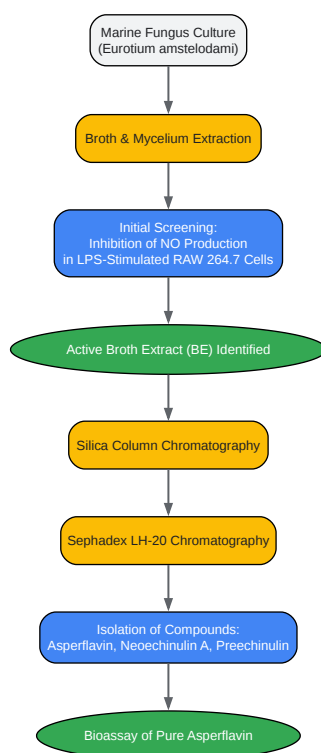 Marine Fungus Culture
(Eurotium amstelodami)
Broth & Mycelium Extraction
Initial Screening:
Inhibition of NO Production
in LPS-Stimulated RAW 264.7 Cells
Active Broth Extract (BE) Identified
Silica Column Chromatography
Sephadex LH-20 Chromatography
Isolation of Compounds:
Asperflavin, Neoechinulin A, Preechinulin
Bioassay of Pure Asperflavin